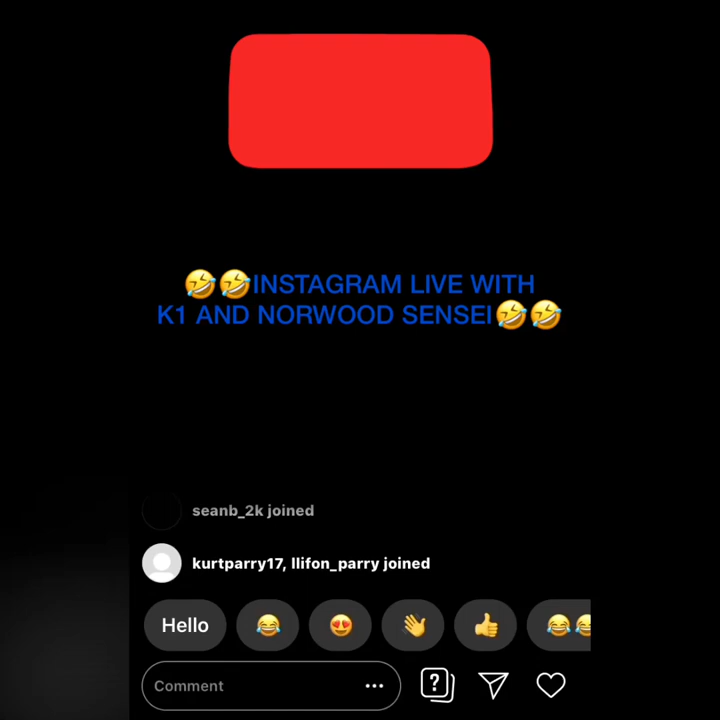 🤣🤣INSTAGRAM LIVE WITH
K1 AND NORWOOD SENSEI🤣🤣
seanb_2k joined
kurtparry17, llifon_parry joined
Hello 😂 😍 👋 👍 😂😂
Comment